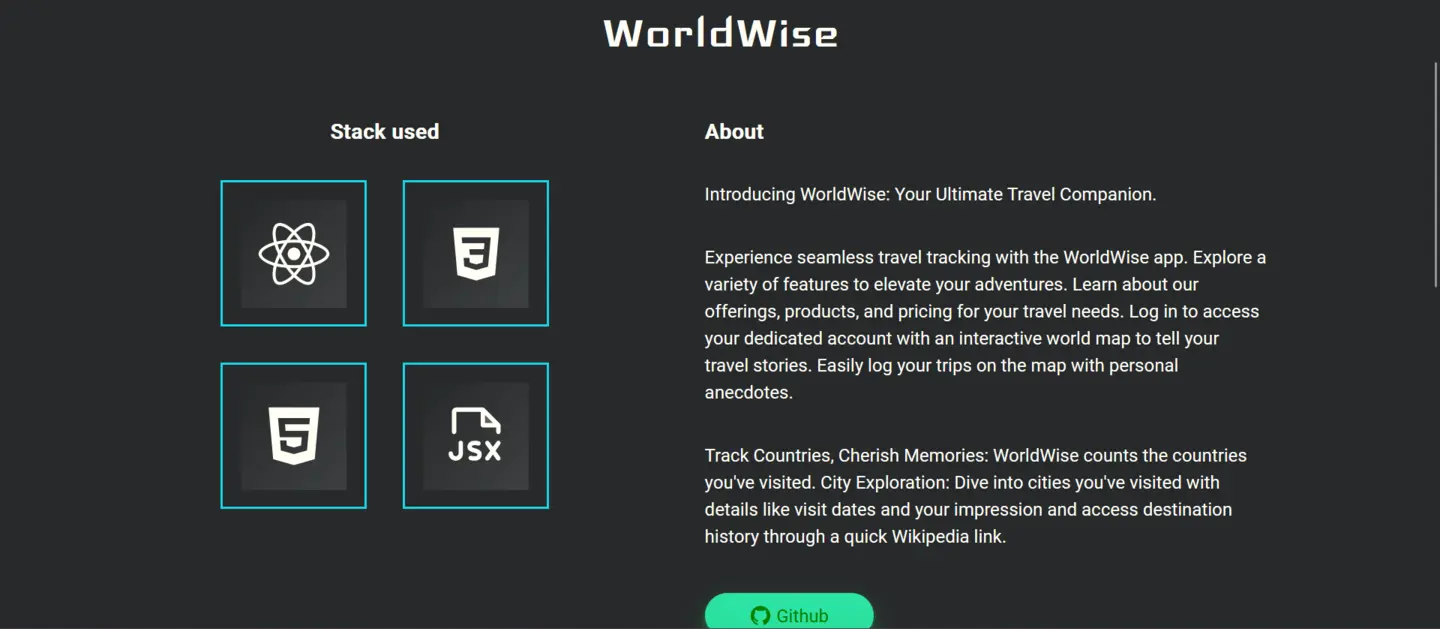 WorldWise
Stack used
3
5
JSX
About
Introducing WorldWise: Your Ultimate Travel Companion.
Experience seamless travel tracking with the WorldWise app. Explore a
variety of features to elevate your adventures. Learn about our
offerings, products, and pricing for your travel needs. Log in to access
your dedicated account with an interactive world map to tell your
travel stories. Easily log your trips on the map with personal
anecdotes.
Track Countries, Cherish Memories: WorldWise counts the countries
you've visited. City Exploration: Dive into cities you've visited with
details like visit dates and your impression and access destination
history through a quick Wikipedia link.
Github